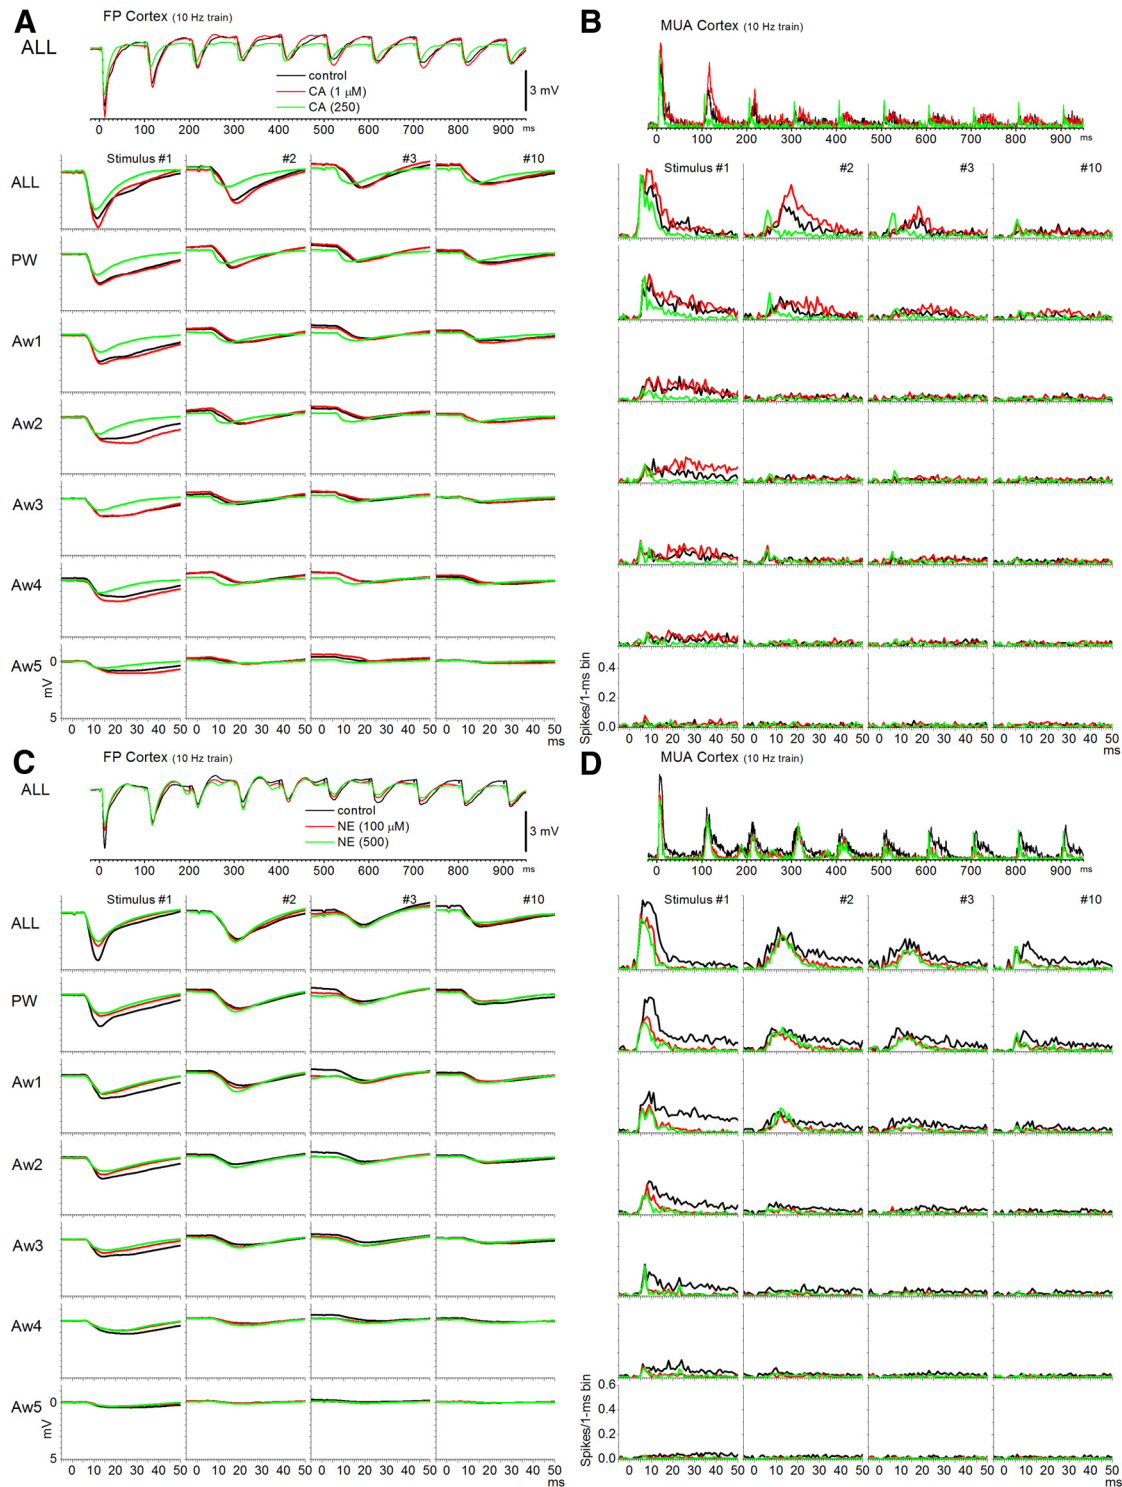 A
FP Cortex (10 Hz train)
ALL
control
CA (1 µM)
CA (250)
3 mV
0 100 200 300 400 500 600 700 800 900 ms
Stimulus #1 #2 #3 #10
ALL
PW
Aw1
Aw2
Aw3
Aw4
Aw5
0
mV
5
0 10 20 30 40 50 0 10 20 30 40 50 0 10 20 30 40 50 0 10 20 30 40 50
ms
B
MUA Cortex (10 Hz train)
0 100 200 300 400 500 600 700 800 900 ms
Stimulus #1 #2 #3 #10
Spikes/1-ms bin
0.4
0.2
0.0
0 10 20 30 40 50 0 10 20 30 40 50 0 10 20 30 40 50 0 10 20 30 40 50
ms
C
FP Cortex (10 Hz train)
ALL
control
NE (100 µM)
NE (500)
3 mV
0 100 200 300 400 500 600 700 800 900 ms
Stimulus #1 #2 #3 #10
ALL
PW
Aw1
Aw2
Aw3
Aw4
Aw5
0
mV
5
0 10 20 30 40 50 0 10 20 30 40 50 0 10 20 30 40 50 0 10 20 30 40 50
ms
D
MUA Cortex (10 Hz train)
0 100 200 300 400 500 600 700 800 900 ms
Stimulus #1 #2 #3 #10
Spikes/1-ms bin
0.6
0.4
0.2
0.0
0 10 20 30 40 50 0 10 20 30 40 50 0 10 20 30 40 50 0 10 20 30 40 50
ms